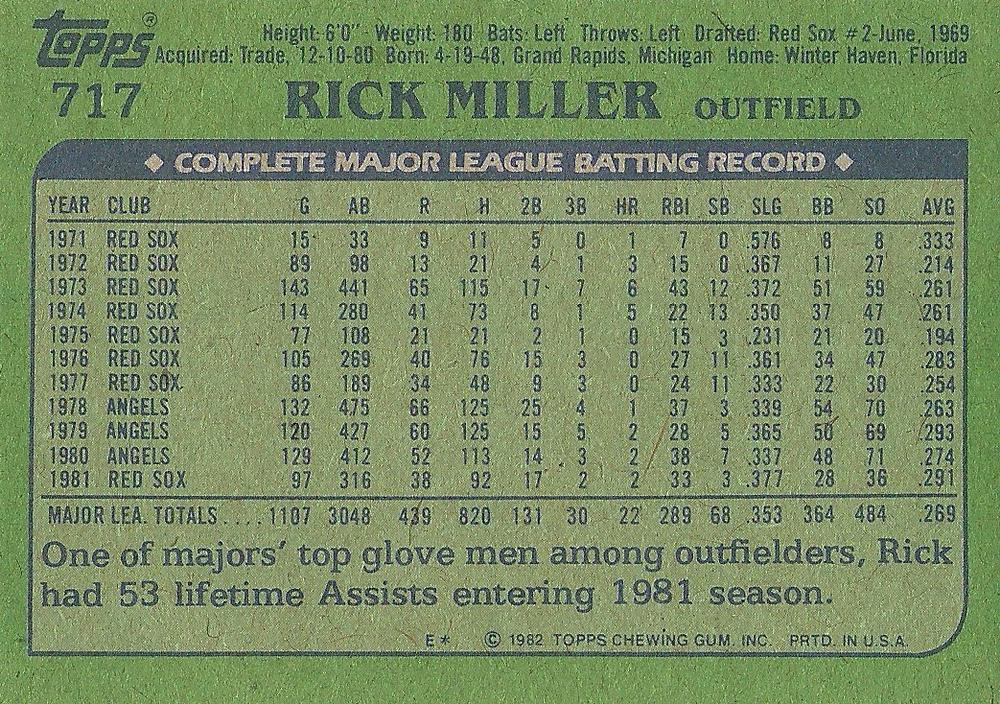 Topps®
Height: 6'0" - Weight: 180 Bats: Left Throws: Left Drafted: Red Sox #2-June, 1969
Acquired: Trade, 12-10-80 Born: 4-19-48, Grand Rapids, Michigan Home: Winter Haven, Florida
717 RICK MILLER OUTFIELD
◆ COMPLETE MAJOR LEAGUE BATTING RECORD ◆
YEAR CLUB G AB R H 2B 3B HR RBI SB SLG BB SO AVG
1971 RED SOX 15 33 9 11 5 0 1 7 0 .576 8 8 .333
1972 RED SOX 89 98 13 21 4 1 3 15 0 .367 11 27 .214
1973 RED SOX 143 441 65 115 17 7 6 43 12 .372 51 59 .261
1974 RED SOX 114 280 41 73 8 1 5 22 13 .350 37 47 .261
1975 RED SOX 77 108 21 21 2 1 0 15 3 .231 21 20 .194
1976 RED SOX 105 269 40 76 15 3 0 27 11 .361 34 47 .283
1977 RED SOX 86 189 34 48 9 3 0 24 11 .333 22 30 .254
1978 ANGELS 132 475 66 125 25 4 1 37 3 .339 54 70 .263
1979 ANGELS 120 427 60 125 15 5 2 28 5 .365 50 69 .293
1980 ANGELS 129 412 52 113 14 3 2 38 7 .337 48 71 .274
1981 RED SOX 97 316 38 92 17 2 2 33 3 .377 28 36 .291
MAJOR LEA. TOTALS .... 1107 3048 439 820 131 30 22 289 68 .353 364 484 .269
One of majors' top glove men among outfielders, Rick
had 53 lifetime Assists entering 1981 season.
E* © 1982 TOPPS CHEWING GUM. INC. PRTD. IN U.S.A.